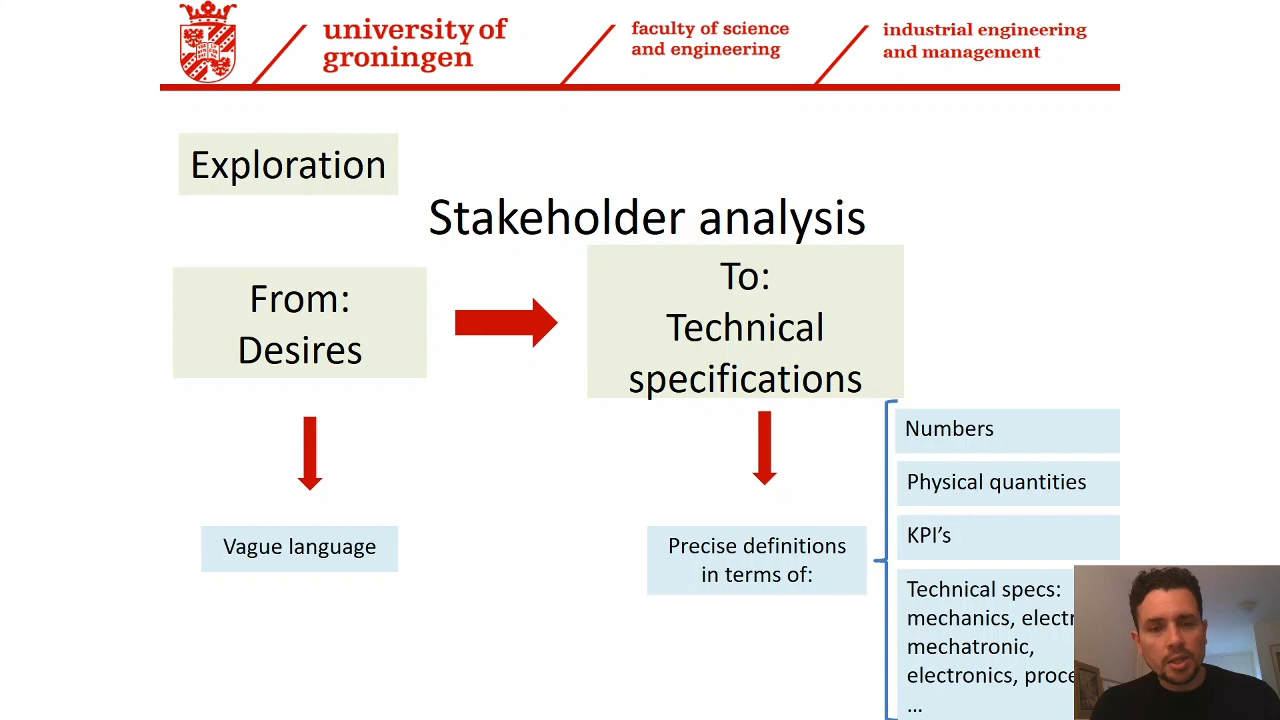 university of
groningen
faculty of science
and engineering
industrial engineering
and management
Exploration
Stakeholder analysis
From:
Desires
To:
Technical
specifications
Vague language
Precise definitions
in terms of:
Numbers
Physical quantities
KPI's
Technical specs:
mechanics,
mechatronic,
electronics,
...